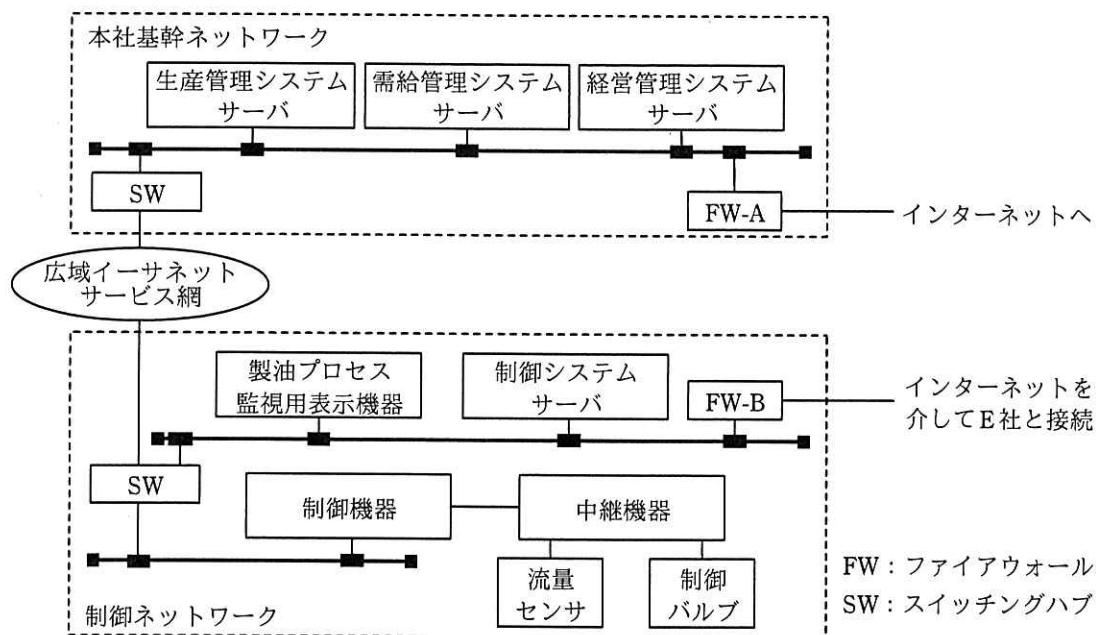 本社基幹ネットワーク
生産管理システム
サーバ
需給管理システム
サーバ
経営管理システム
サーバ
SW
FW-A
インターネットへ
広域イーサネット
サービス網
製油プロセス
監視用表示機器
制御システム
サーバ
FW-B
インターネットを
介してE社と接続
SW
制御機器
中継機器
流量
センサ
制御
バルブ
制御ネットワーク
FW：ファイアウォール
SW：スイッチングハブ